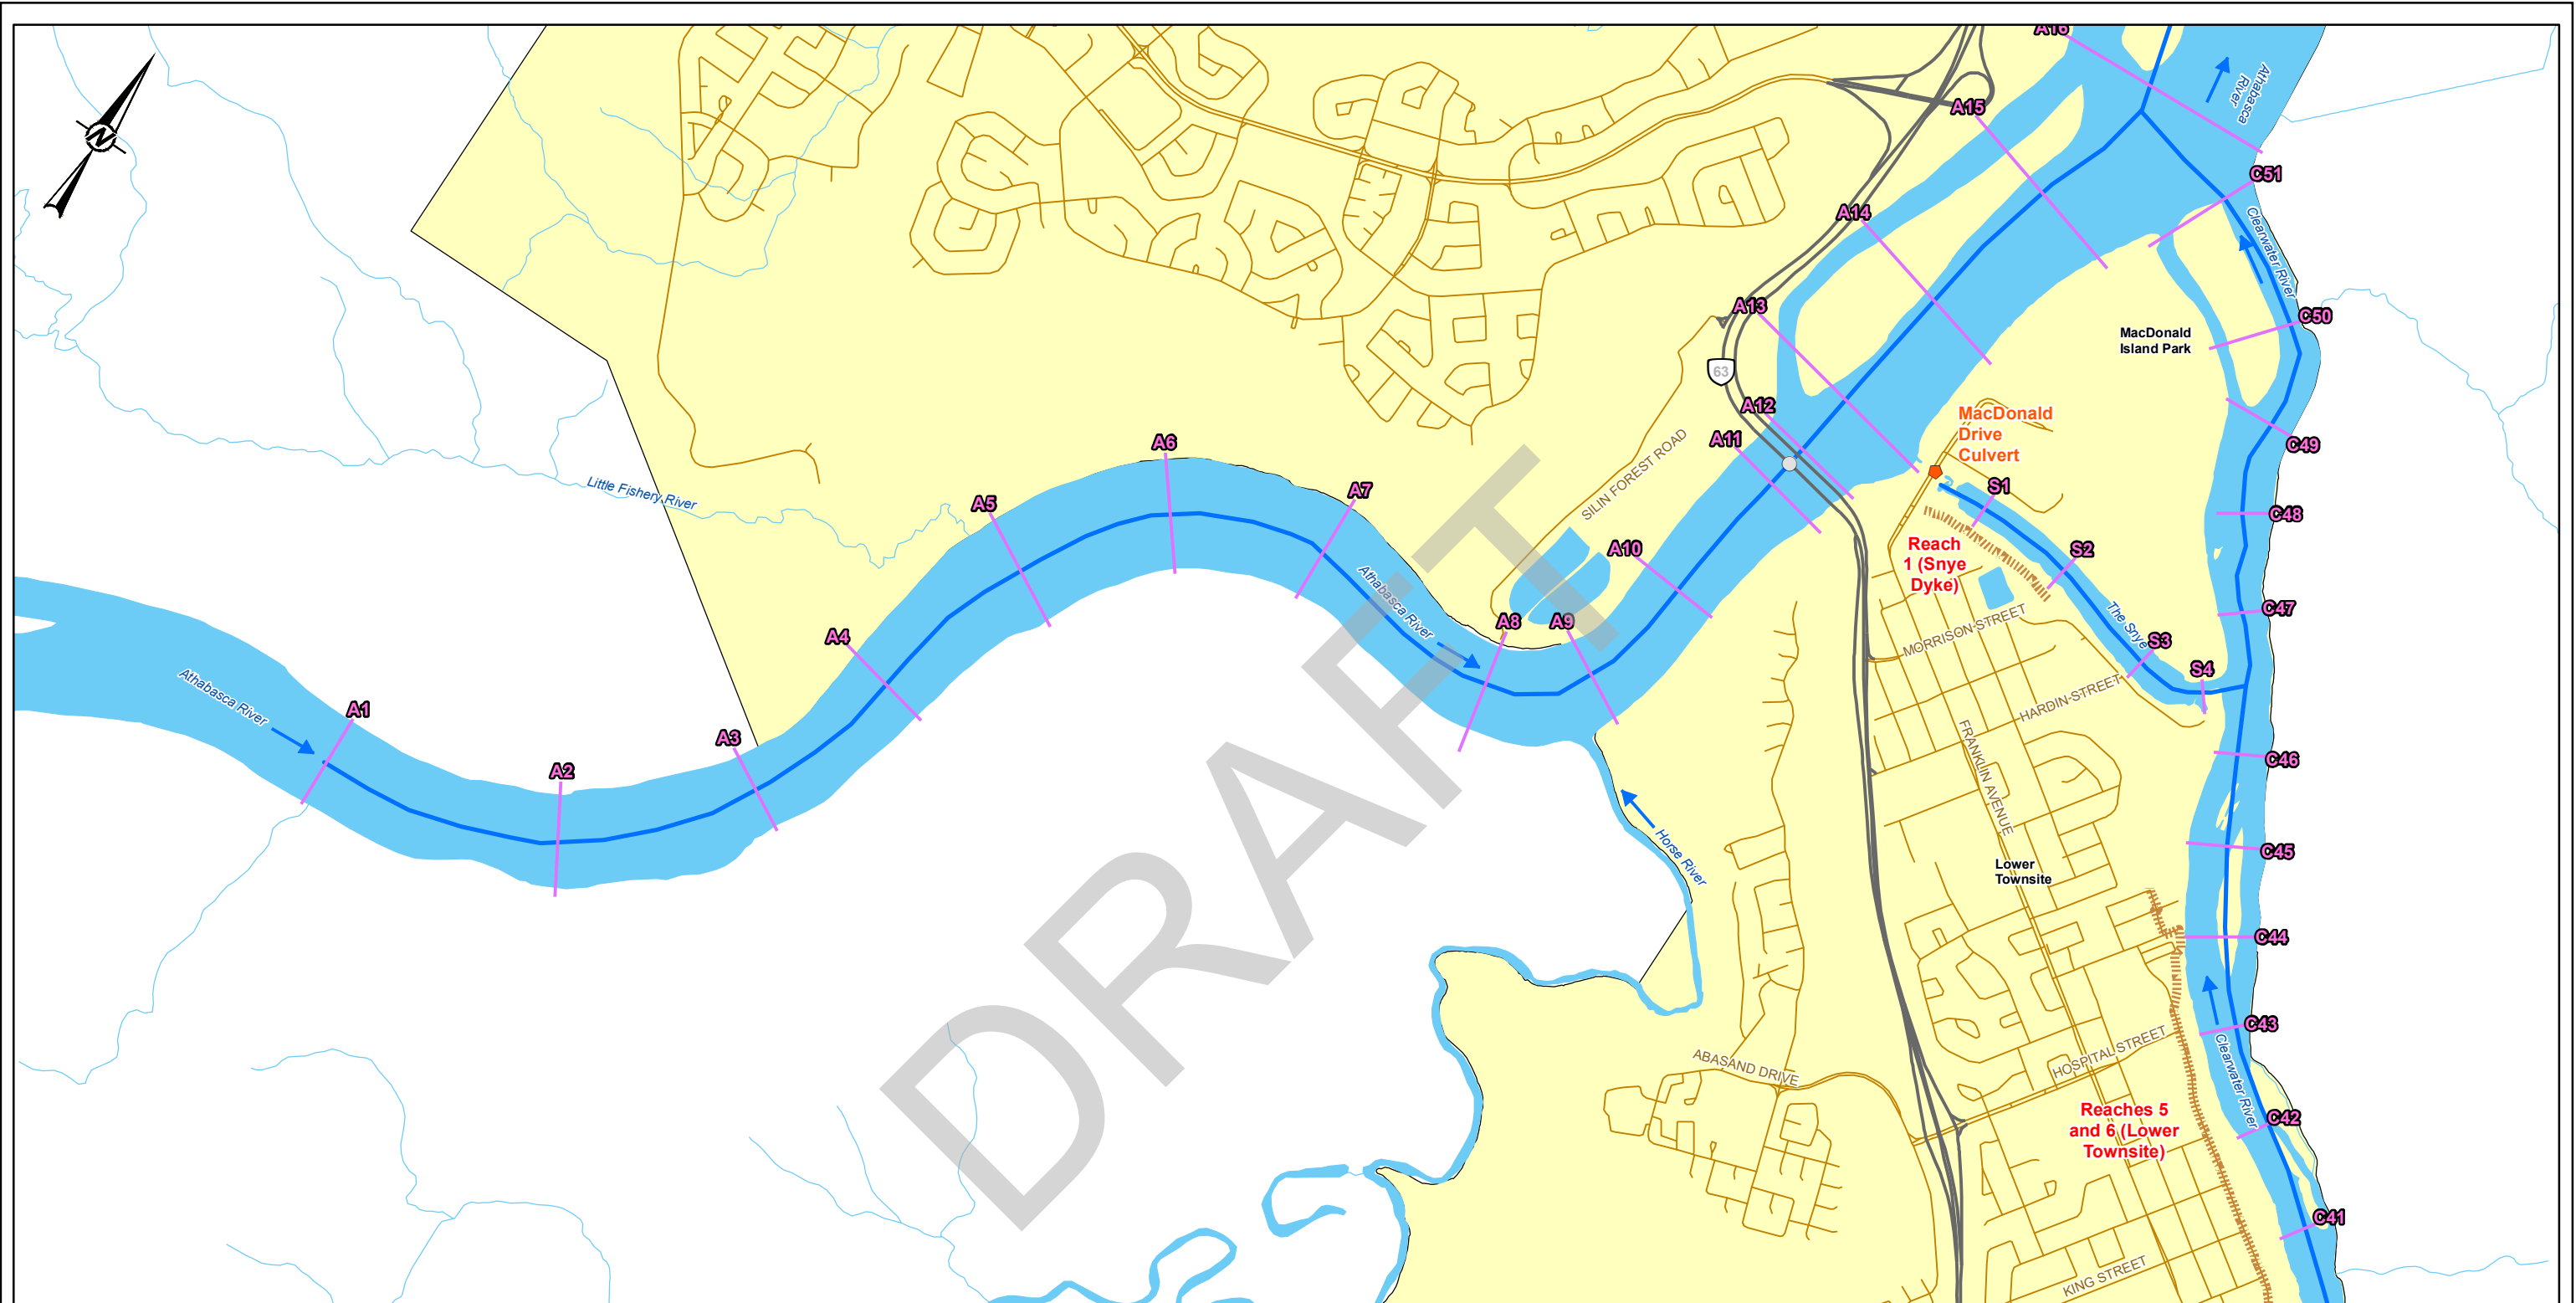 A16
Athabasca
River
N
A15
C51
A14
Clearwater River
A13
C50
MacDonald
Island Park
63
A12
MacDonald
Drive
Culvert
A11
A6
C49
SILIN FOREST ROAD
Little Fishery River
A5
A7
S1
C48
Reach
1 (Snye
Dyke)
A10
S2
Athabasca River
The Snye
C47
A8
A9
MORRISON STREET
A4
S3
S4
HARDIN STREET
Athabasca River
A1
A3
FRANKLIN AVENUE
C46
A2
DRAFT
Horse River
C45
Lower
Townsite
C44
C43
HOSPITAL STREET
ABASAND DRIVE
Clearwater River
Reaches 5
and 6 (Lower
Townsite)
C42
C41
KING STREET